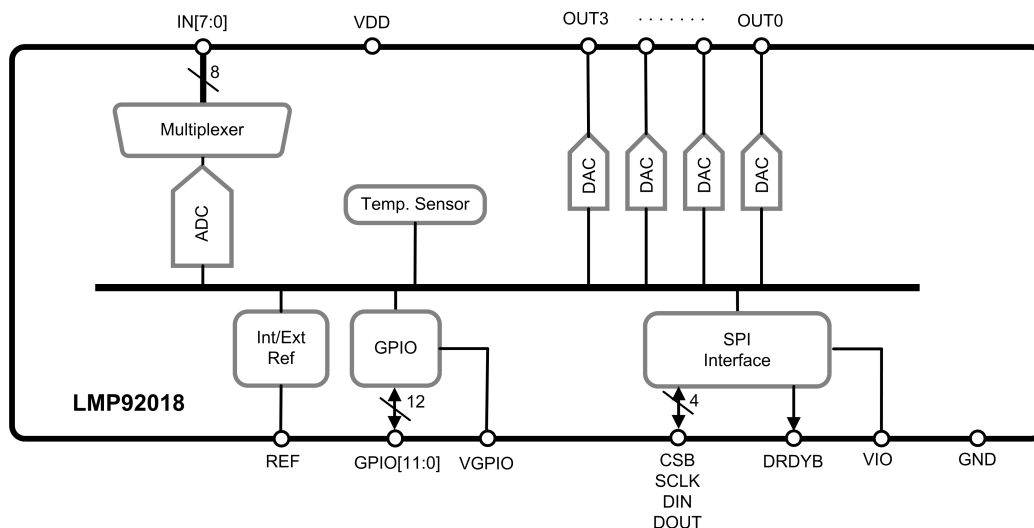 IN[7:0]
VDD
OUT3
. . . . . . .
OUT0
8
Multiplexer
ADC
Temp. Sensor
DAC
DAC
DAC
DAC
Int/Ext
Ref
GPIO
SPI
Interface
LMP92018
12
4
REF
GPIO[11:0]
VGPIO
CSB
SCLK
DIN
DOUT
DRDYB
VIO
GND